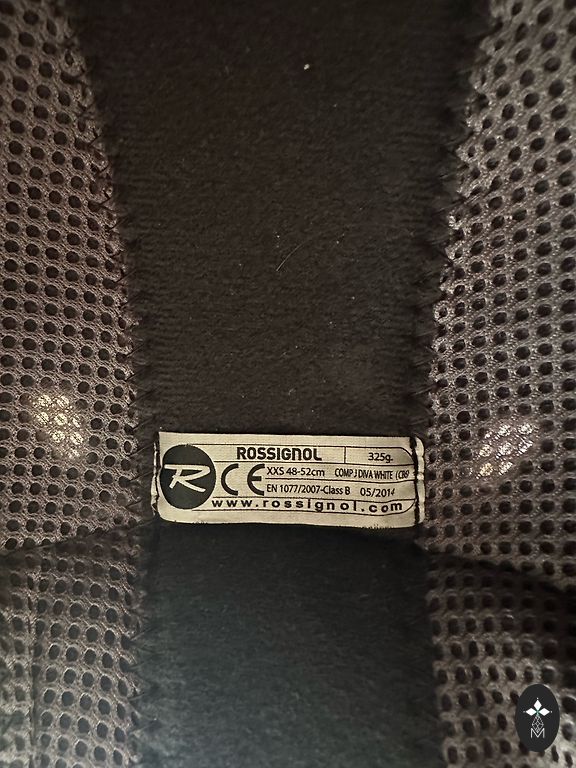 ROSSIGNOL 325g.
R CE XXS 48-52cm COMP J DIVA WHITE
EN 1077/2007-Class B 05/2014
www.rossignol.com
M